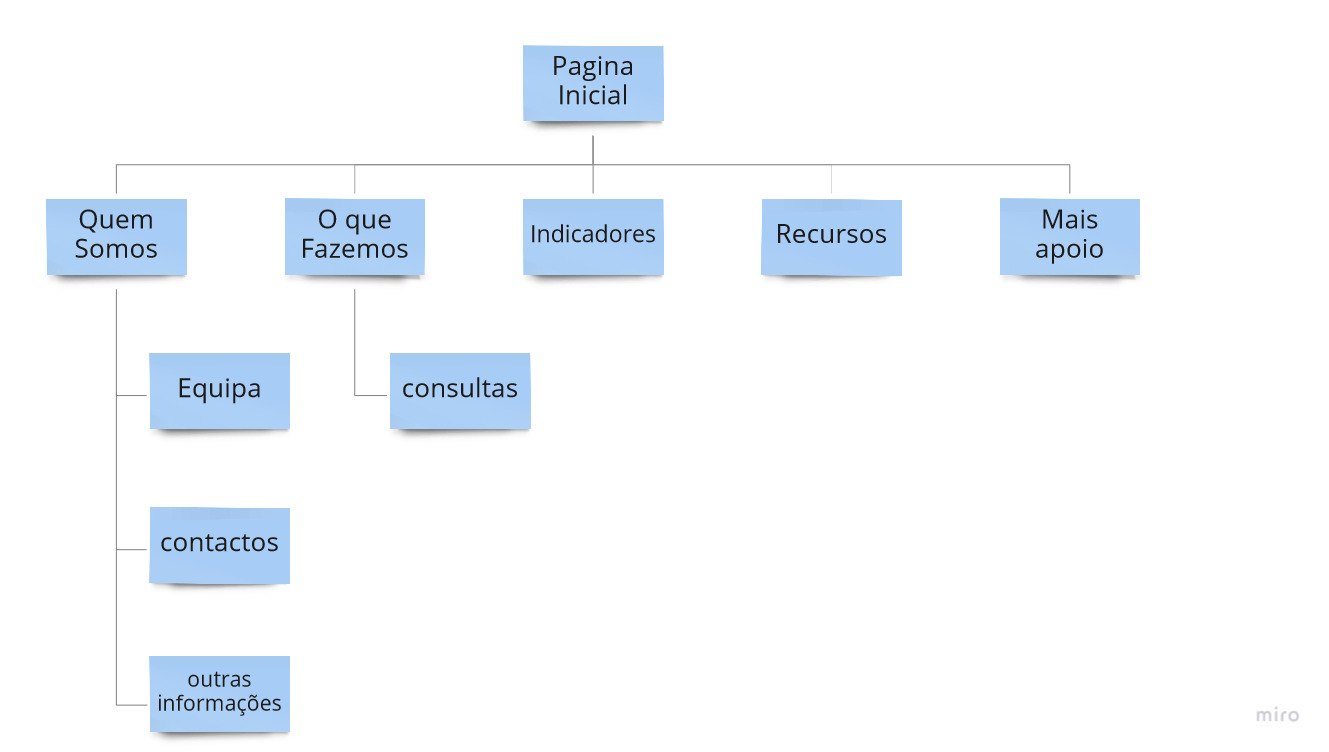 Pagina
Inicial
Quem
Somos
O que
Fazemos
Indicadores
Recursos
Mais
apoio
Equipa
consultas
contactos
outras
informações
miro